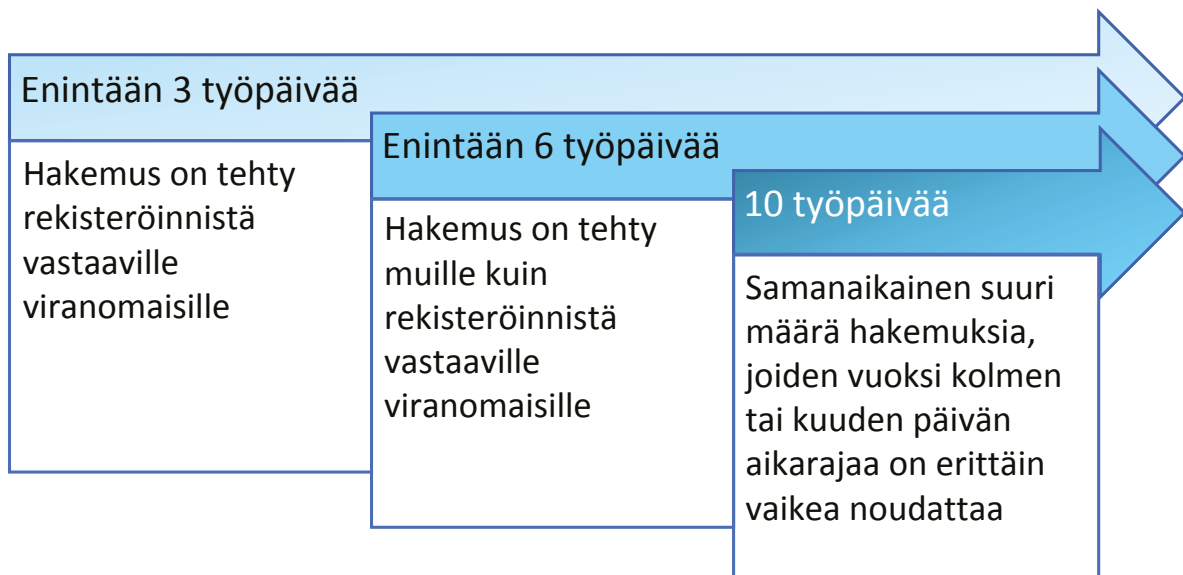 Enintään 3 työpäivää
Hakemus on tehty
rekisteröinnistä
vastaaville
viranomaisille
Enintään 6 työpäivää
Hakemus on tehty
muille kuin
rekisteröinnistä
vastaaville
viranomaisille
10 työpäivää
Samanaikainen suuri
määrä hakemuksia,
joiden vuoksi kolmen
tai kuuden päivän
aikarajaa on erittäin
vaikea noudattaa